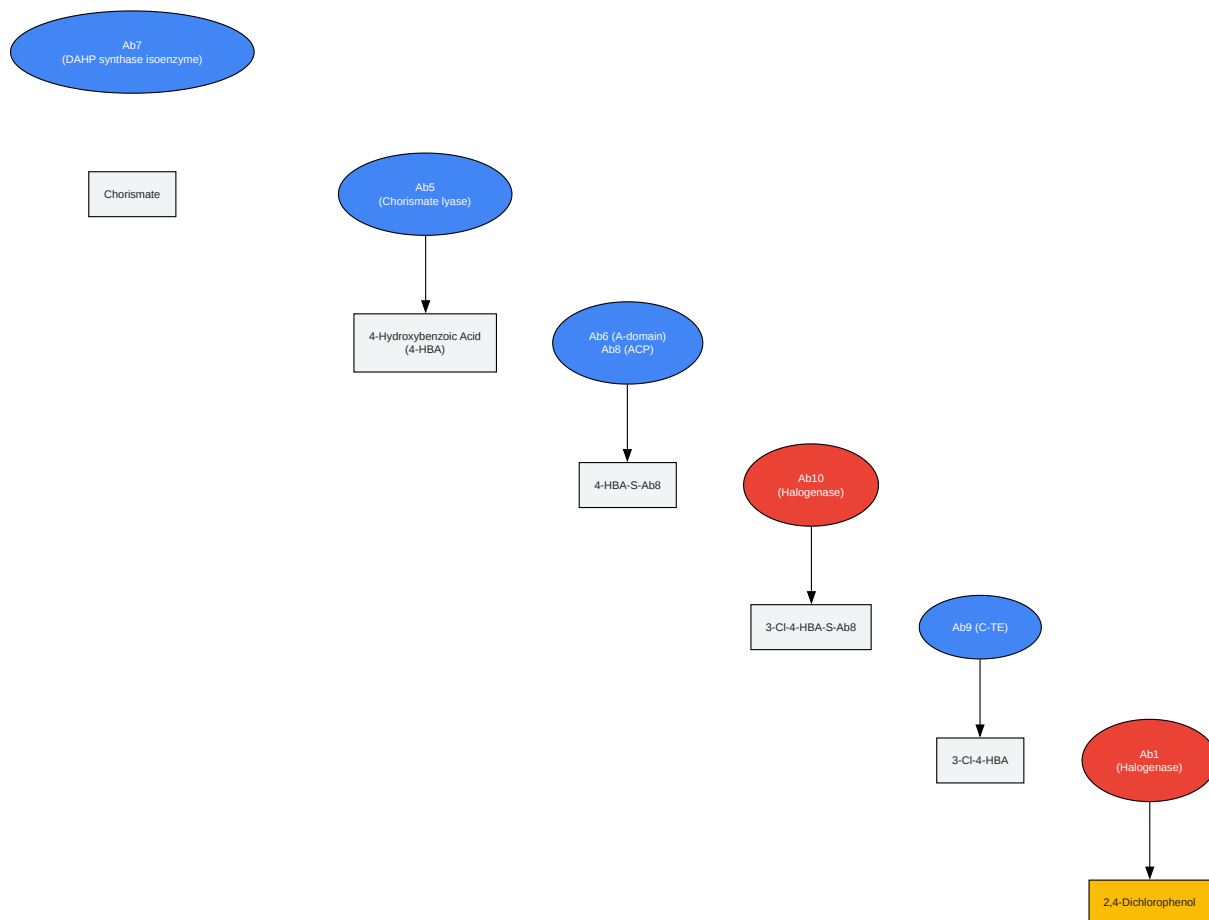 Ab7
(DAHP synthase isoenzyme)
Chorismate
Ab5
(Chorismate lyase)
4-Hydroxybenzoic Acid
(4-HBA)
Ab6 (A-domain)
Ab8 (ACP)
4-HBA-S-Ab8
Ab10
(Halogenase)
3-Cl-4-HBA-S-Ab8
Ab9 (C-TE)
3-Cl-4-HBA
Ab1
(Halogenase)
2,4-Dichlorophenol